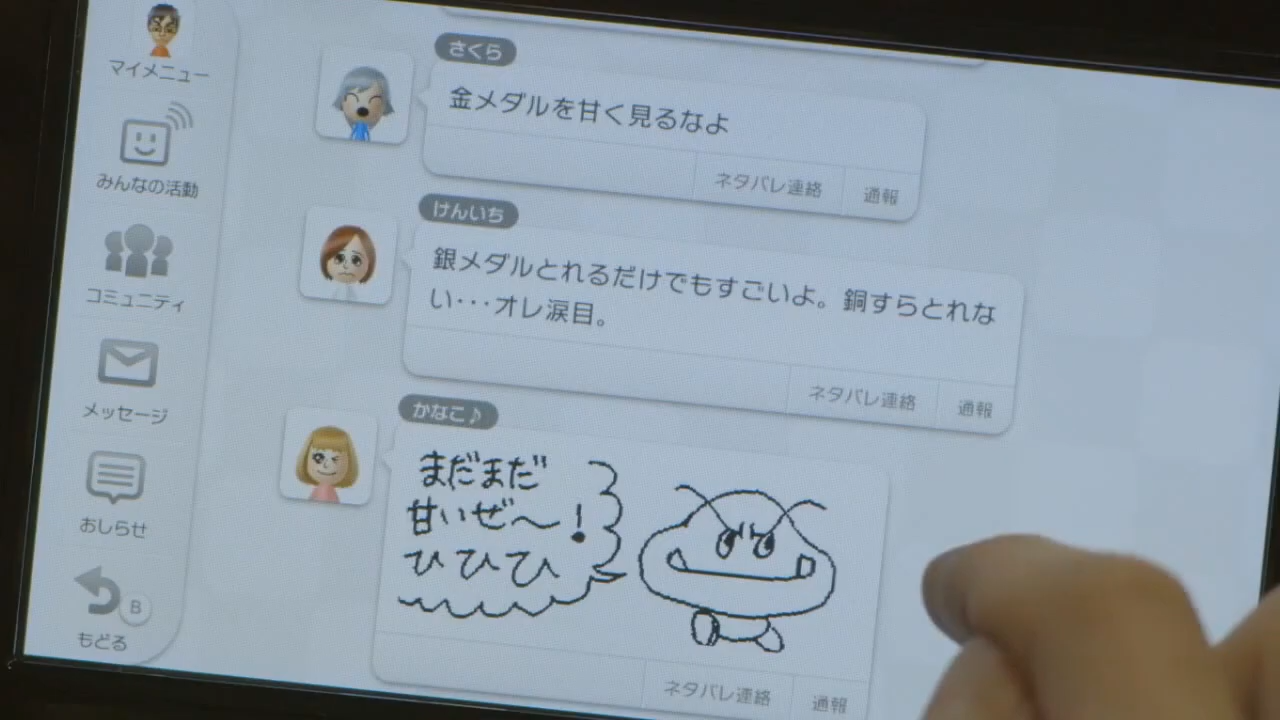 マイメニュー
みんなの活動
コミュニティ
メッセージ
おしらせ
B
もどる
さくら
金メダルを甘く見るなよ
ネタバレ連絡 通報
けんいち
銀メダルとれるだけでもすごいよ。銅すらとれな
い・・・オレ涙目。
ネタバレ連絡 通報
かなこ♪
まだまだ
甘いぜ〜!
ヒヒヒ
ネタバレ連絡 通報